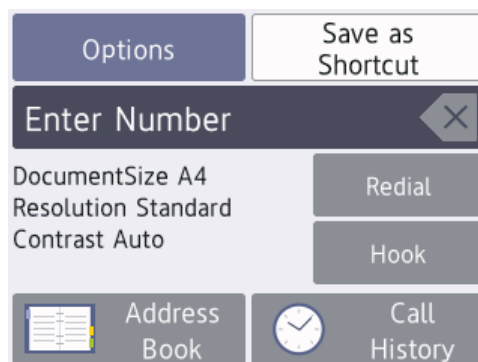 Options
Save as
Shortcut
Enter Number
DocumentSize A4
Resolution Standard
Contrast Auto
Redial
Hook
Address
Book
Call
History